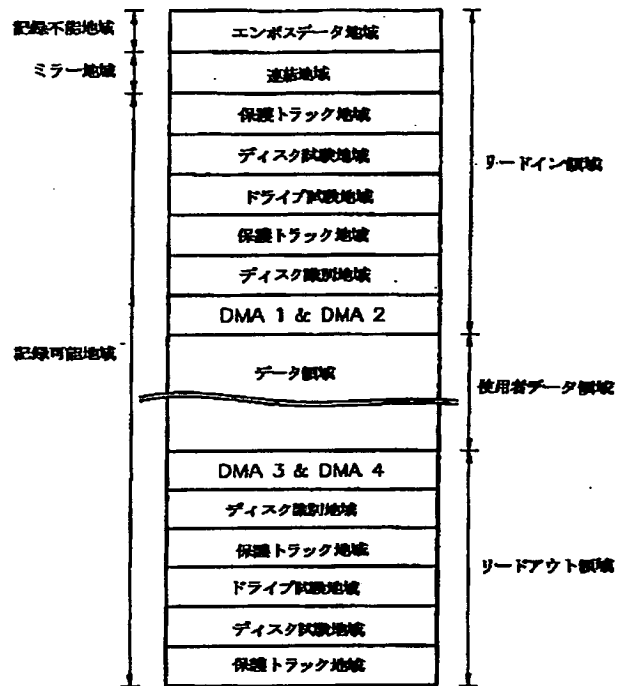 記録不能地域
エンボスデータ地域
ミラー地域
連結地域
保護トラック地域
ディスク試験地域
リードイン領域
ドライブ試験地域
保護トラック地域
ディスク識別地域
DMA 1 & DMA 2
記録可能地域
データ領域
使用者データ領域
DMA 3 & DMA 4
ディスク識別地域
保護トラック地域
リードアウト領域
ドライブ試験地域
ディスク試験地域
保護トラック地域